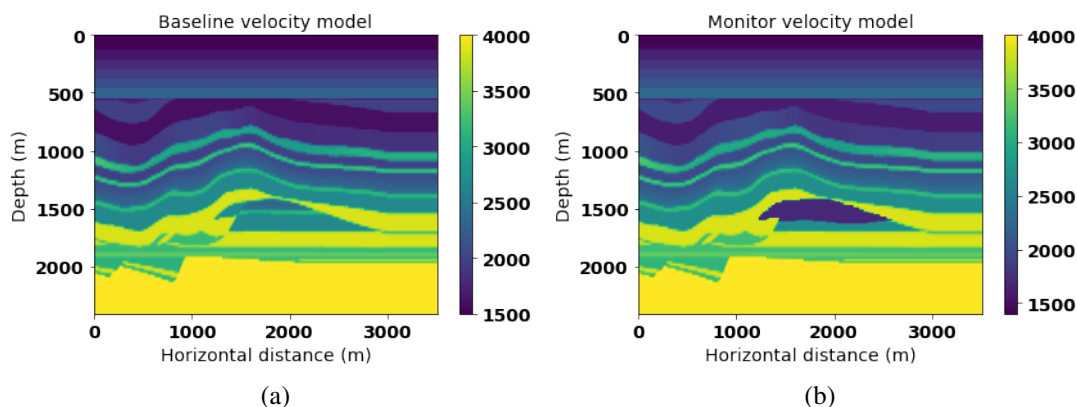 Baseline velocity model
0
500
1000
1500
2000
Depth (m)
0 1000 2000 3000
Horizontal distance (m)
4000
3500
3000
2500
2000
1500
(a)
Monitor velocity model
0
500
1000
1500
2000
Depth (m)
0 1000 2000 3000
Horizontal distance (m)
4000
3500
3000
2500
2000
1500
(b)